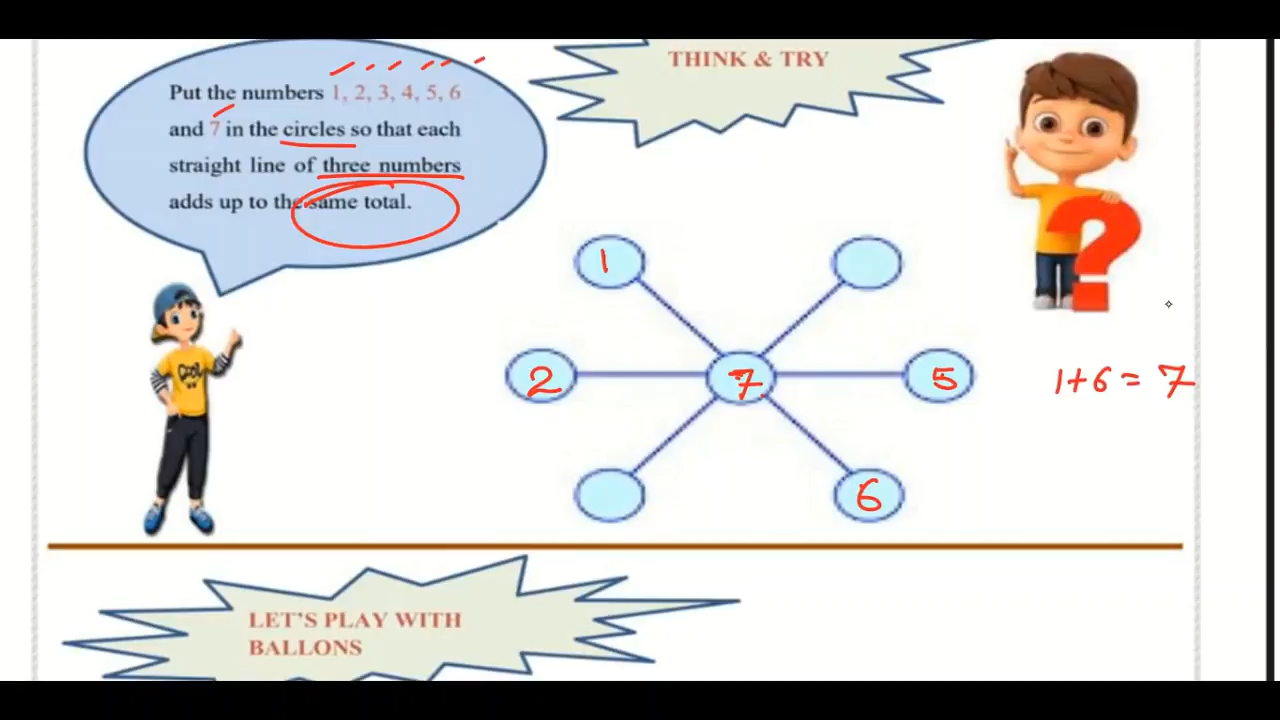 THINK & TRY
Put the numbers 1, 2, 3, 4, 5, 6
and 7 in the circles so that each
straight line of three numbers
adds up to the same total.
1
2
7
5
1+6=7
6
COOL
LET'S PLAY WITH
BALLONS